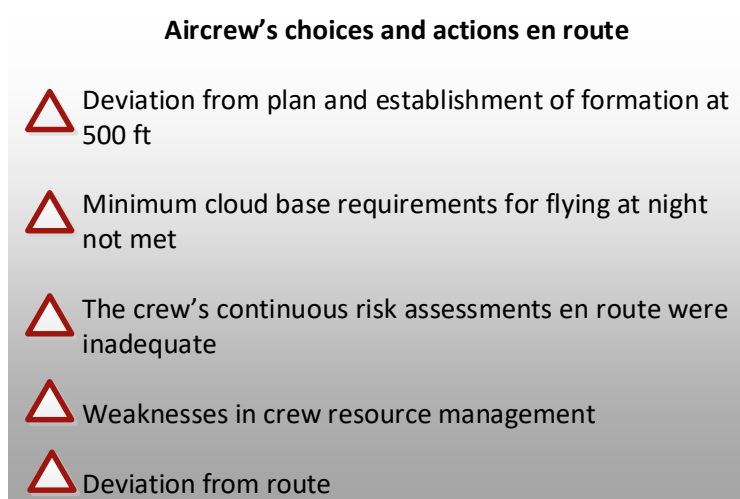 Aircrew’s choices and actions en route
Deviation from plan and establishment of formation at
500 ft
Minimum cloud base requirements for flying at night
not met
The crew’s continuous risk assessments en route were
inadequate
Weaknesses in crew resource management
Deviation from route